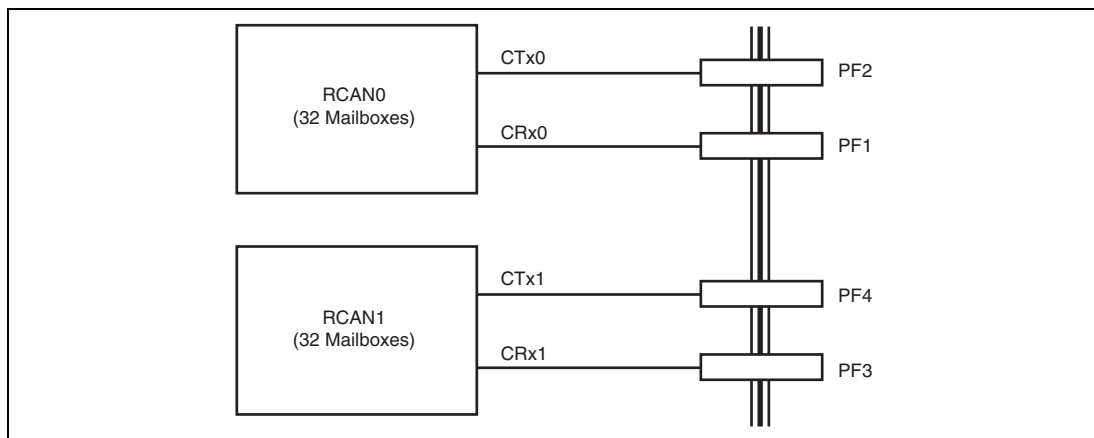 CTx0
PF2
RCAN0
(32 Mailboxes)
CRx0
PF1
CTx1
PF4
RCAN1
(32 Mailboxes)
CRx1
PF3